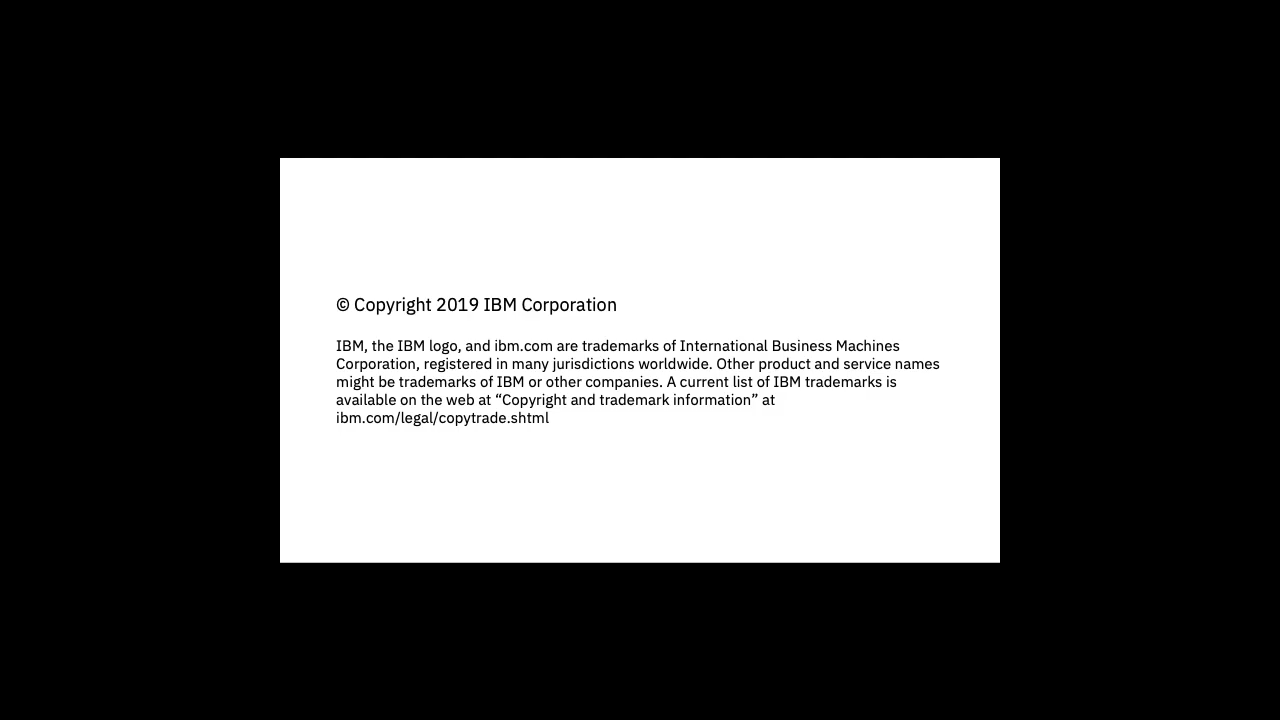 © Copyright 2019 IBM Corporation
IBM, the IBM logo, and ibm.com are trademarks of International Business Machines
Corporation, registered in many jurisdictions worldwide. Other product and service names
might be trademarks of IBM or other companies. A current list of IBM trademarks is
available on the web at “Copyright and trademark information” at
ibm.com/legal/copytrade.shtml